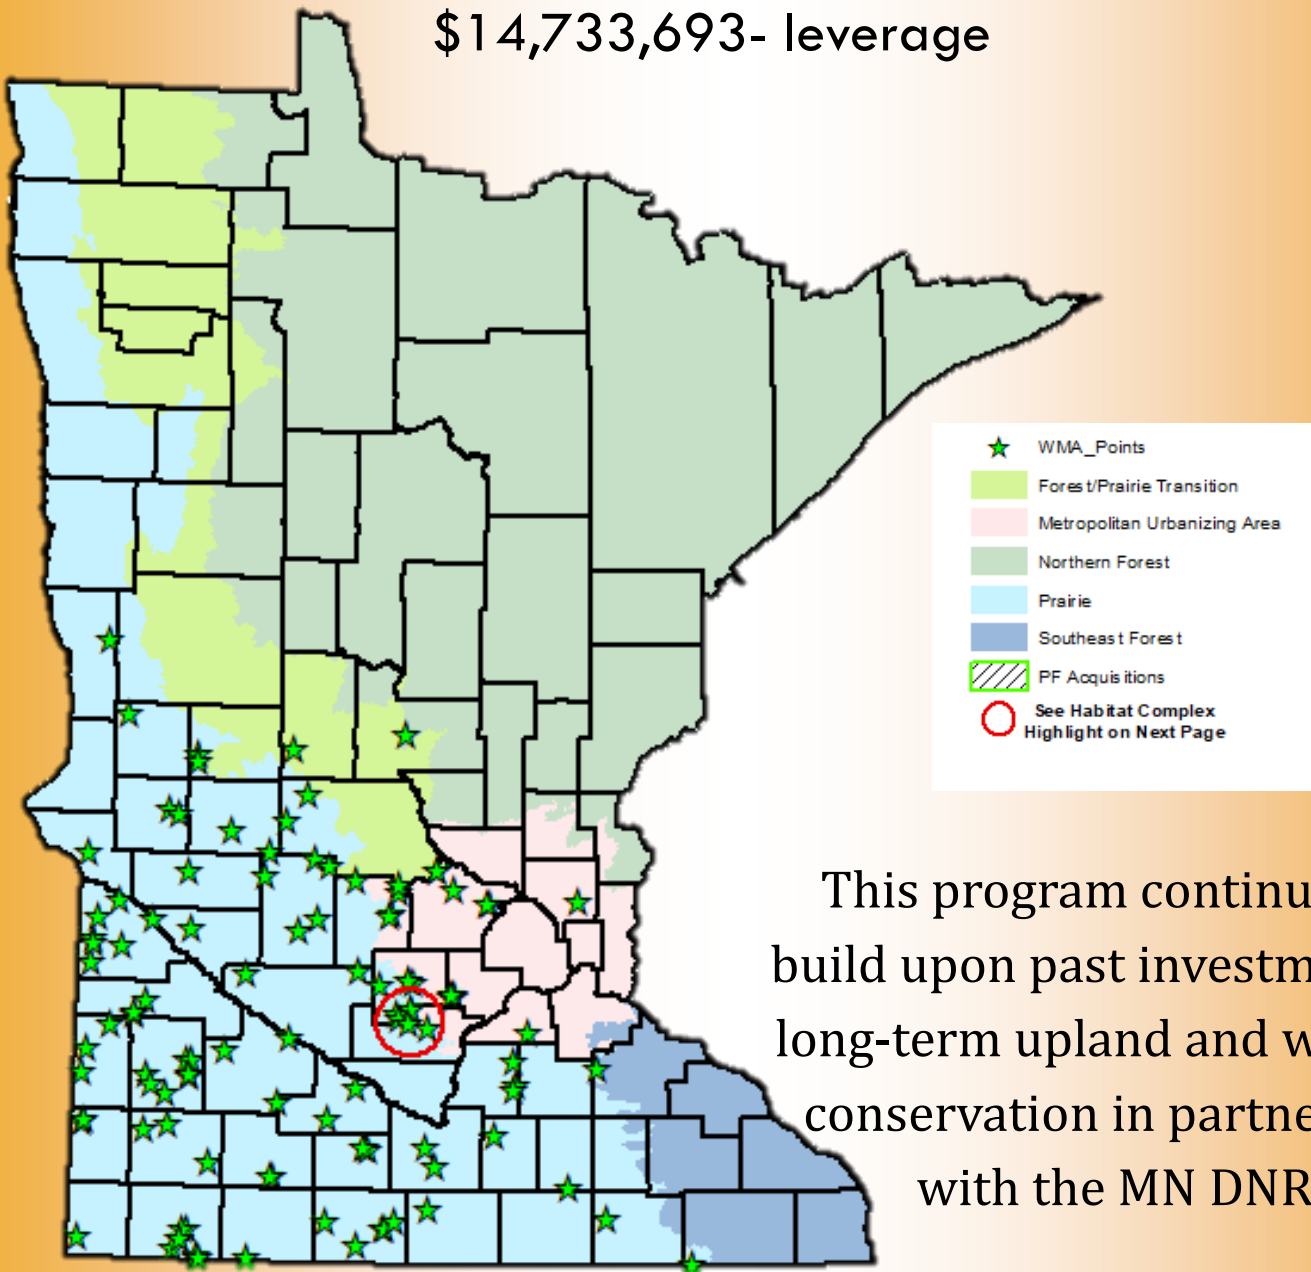 $14,733,693- leverage
WMA_Points
Forest/Prairie Transition
Metropolitan Urbanizing Area
Northern Forest
Prairie
Southeast Forest
PF Acquisitions
See Habitat Complex
Highlight on Next Page
This program continu
build upon past investm
long-term upland and w
conservation in partne
with the MN DNR